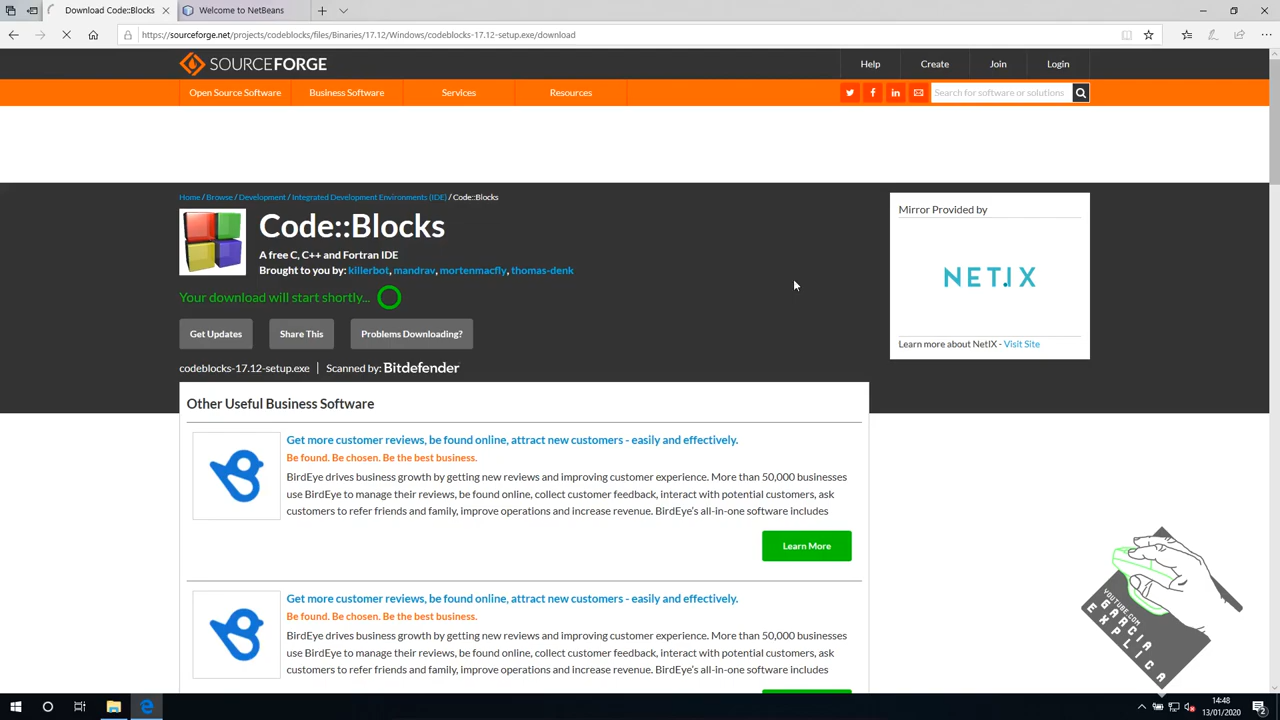 Download Code::Blocks
Welcome to NetBeans
https://sourceforge.net/projects/codeblocks/files/Binaries/17.12/Windows/codeblocks-17.12-setup.exe/download
SOURCEFORGE
Help
Create
Join
Login
Open Source Software
Business Software
Services
Resources
Search for software or solutions
Home / Browse / Development / Integrated Development Environments (IDE) / Code::Blocks
Code::Blocks
A free C, C++ and Fortran IDE
Brought to you by: killerbot, mandrav, mortenmacfly, thomas-denk
Your download will start shortly...
Get Updates
Share This
Problems Downloading?
codeblocks-17.12-setup.exe | Scanned by: Bitdefender
Mirror Provided by
NETIX
Learn more about NetIX - Visit Site
Other Useful Business Software
Get more customer reviews, be found online, attract new customers - easily and effectively.
Be found. Be chosen. Be the best business.
BirdEye drives business growth by getting new reviews and improving customer experience. More than 50,000 businesses
use BirdEye to manage their reviews, be found online, collect customer feedback, interact with potential customers, ask
customers to refer friends and family, improve operations and increase revenue. BirdEye's all-in-one software includes
Learn More
Get more customer reviews, be found online, attract new customers - easily and effectively.
Be found. Be chosen. Be the best business.
BirdEye drives business growth by getting new reviews and improving customer experience. More than 50,000 businesses
use BirdEye to manage their reviews, be found online, collect customer feedback, interact with potential customers, ask
customers to refer friends and family, improve operations and increase revenue. BirdEye's all-in-one software includes
YOUTUBE.COM
EGARCIA
EXPLICA
14:48
13/01/2020
2